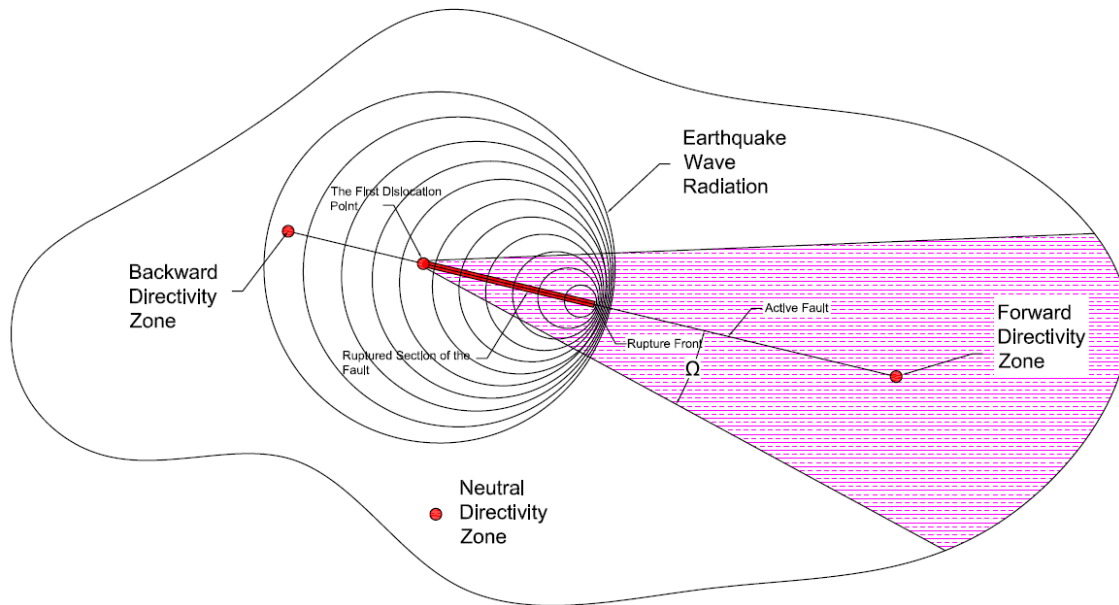 Earthquake
Wave
Radiation
The First Dislocation
Point
Backward
Directivity
Zone
Active Fault
Forward
Directivity
Zone
Rupture Front
Ruptured Section of the
Fault
Ω
Neutral
Directivity
Zone